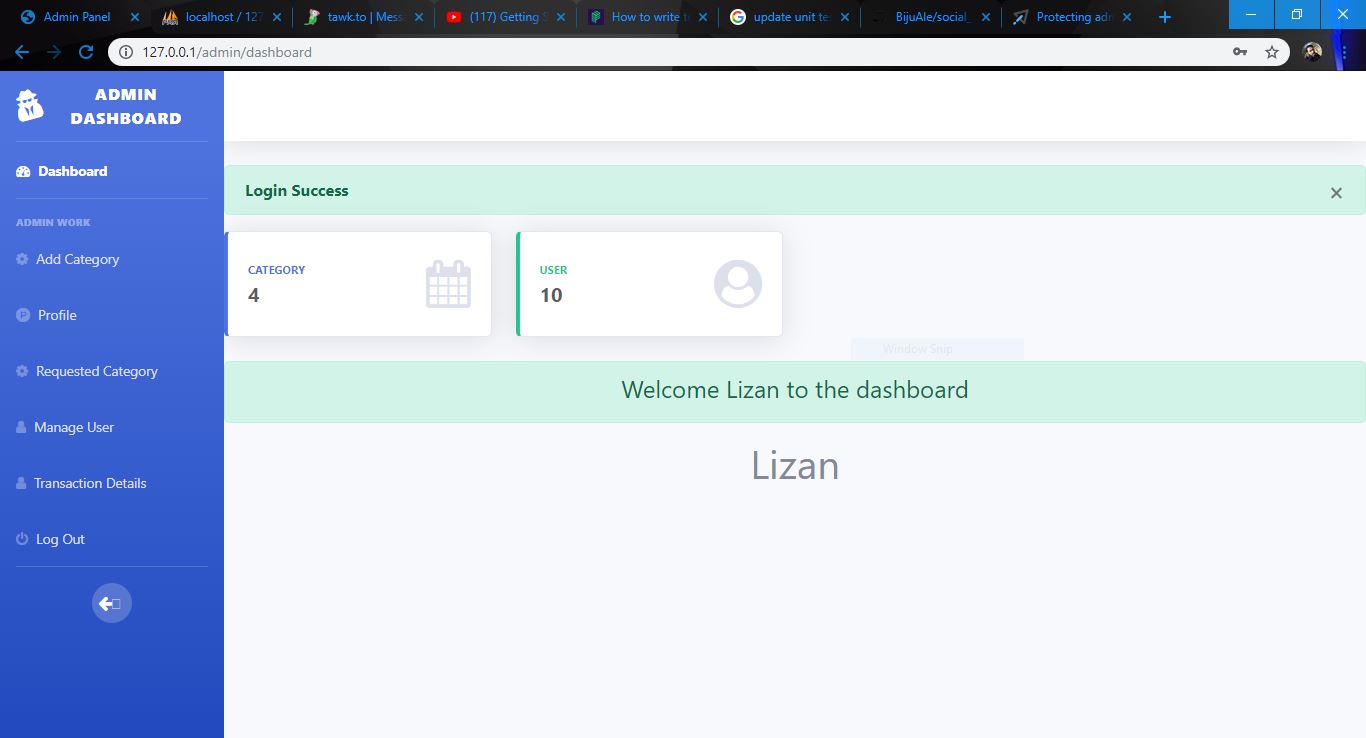 Admin Panel
localhost / 127
tawk.to | Mess
(117) Getting S
How to write t
update unit te
BijuAle/social_
Protecting adm
127.0.0.1/admin/dashboard
ADMIN
DASHBOARD
Dashboard
ADMIN WORK
Add Category
Profile
Requested Category
Manage User
Transaction Details
Log Out
Login Success
×
CATEGORY
4
USER
10
Window Snip
Welcome Lizan to the dashboard
Lizan